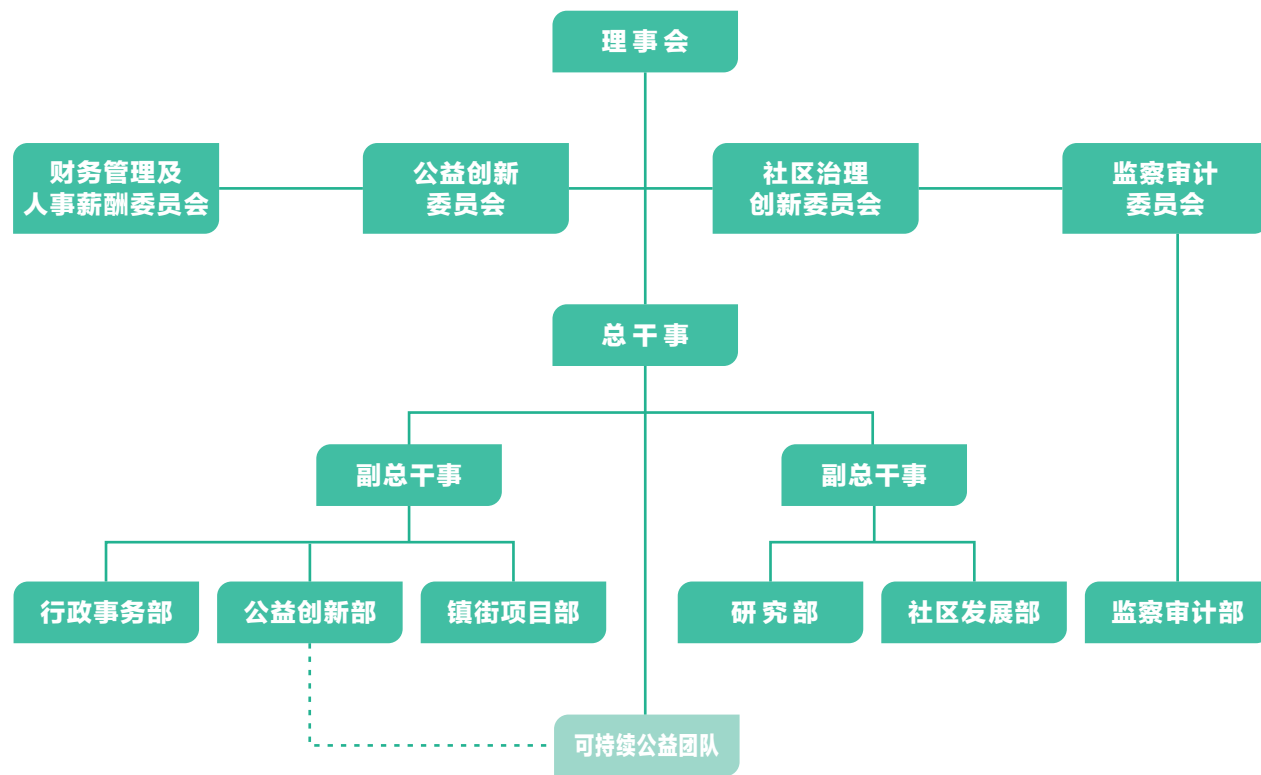 理事会
财务管理及
人事薪酬委员会
公益创新
委员会
社区治理
创新委员会
监察审计
委员会
总干事
副总干事
副总干事
行政事务部
公益创新部
镇街项目部
研究部
社区发展部
监察审计部
可持续公益团队